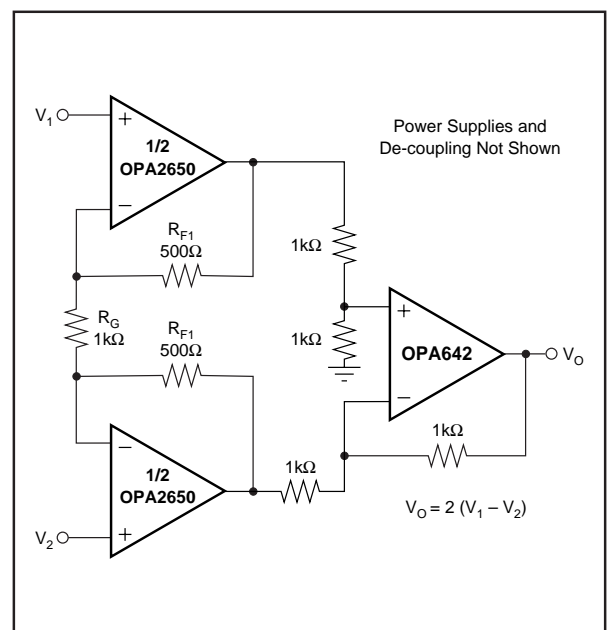 V1
+
1/2
OPA2650
−
Power Supplies and
De-coupling Not Shown
RF1
500Ω
1kΩ
RG
1kΩ
RF1
500Ω
1kΩ
+
OPA642
−
VO
−
1/2
OPA2650
+
1kΩ
1kΩ
V2
VO = 2 (V1 – V2)